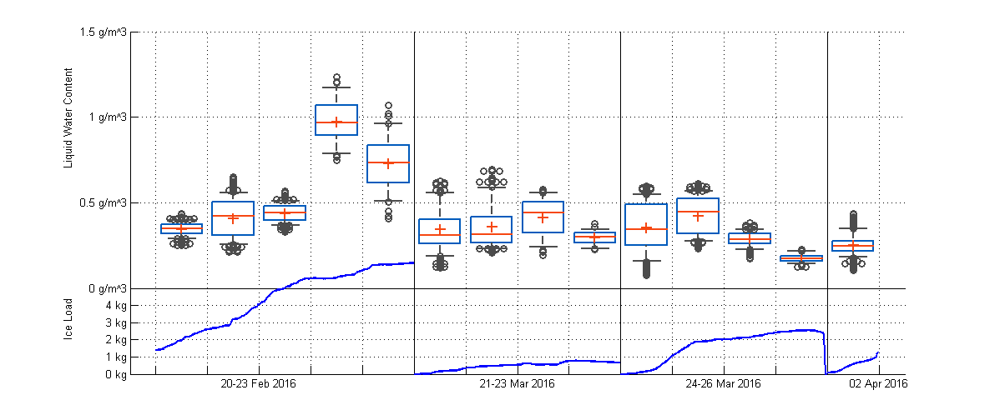 1.5 g/m^3
1 g/m^3
0.5 g/m^3
0 g/m^3
Liquid Water Content
4 kg
3 kg
2 kg
1 kg
0 kg
Ice Load
20-23 Feb 2016
21-23 Mar 2016
24-26 Mar 2016
02 Apr 2016